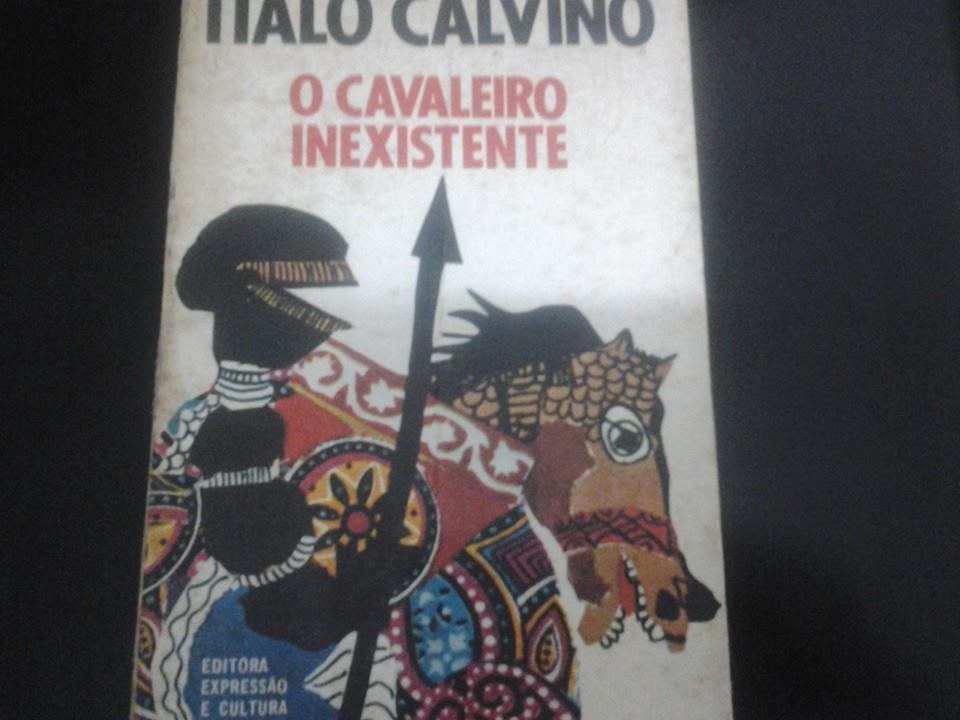 ITALO CALVINO
O CAVALEIRO
INEXISTENTE
EDITORA
EXPRESSÃO
E CULTURA